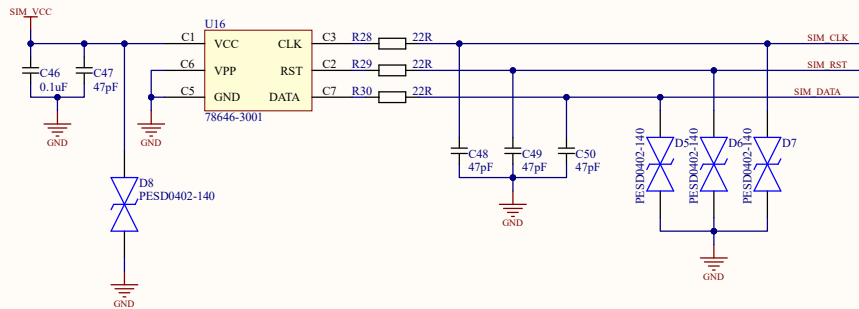 SIM_VCC
U16
C1 VCC CLK C3 R28 22R SIM_CLK
C6 VPP RST C2 R29 22R SIM_RST
C5 GND DATA C7 R30 22R SIM_DATA
78646-3001
C46
0.1uF
C47
47pF
GND
GND
D8
PESD0402-140
GND
C48
47pF
C49
47pF
C50
47pF
GND
D5
PESD0402-140
D6
PESD0402-140
D7
PESD0402-140
GND